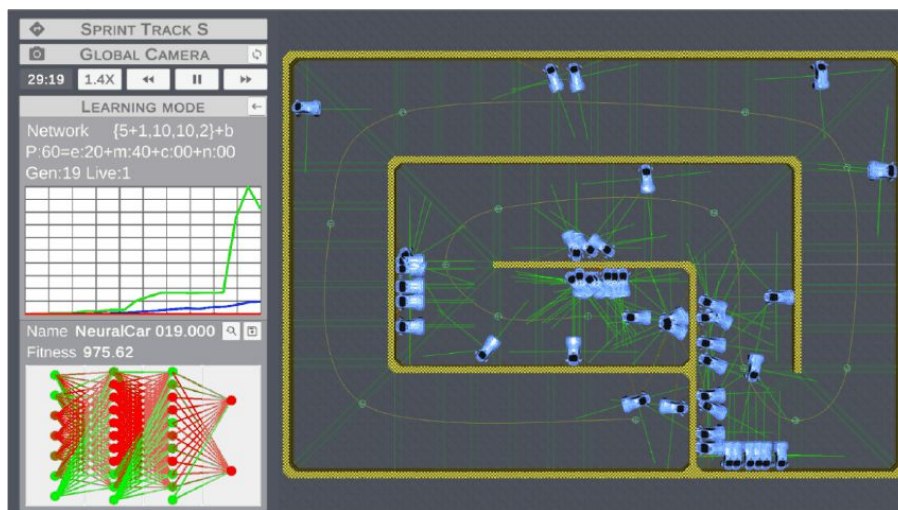 SPRINT TRACK S
GLOBAL CAMERA
29:19 1.4X
LEARNING MODE
Network {5+1,10,10,2}+b
P:60=e:20+m:40+c:00+n:00
Gen:19 Live:1
Name NeuralCar 019.000
Fitness 975.62